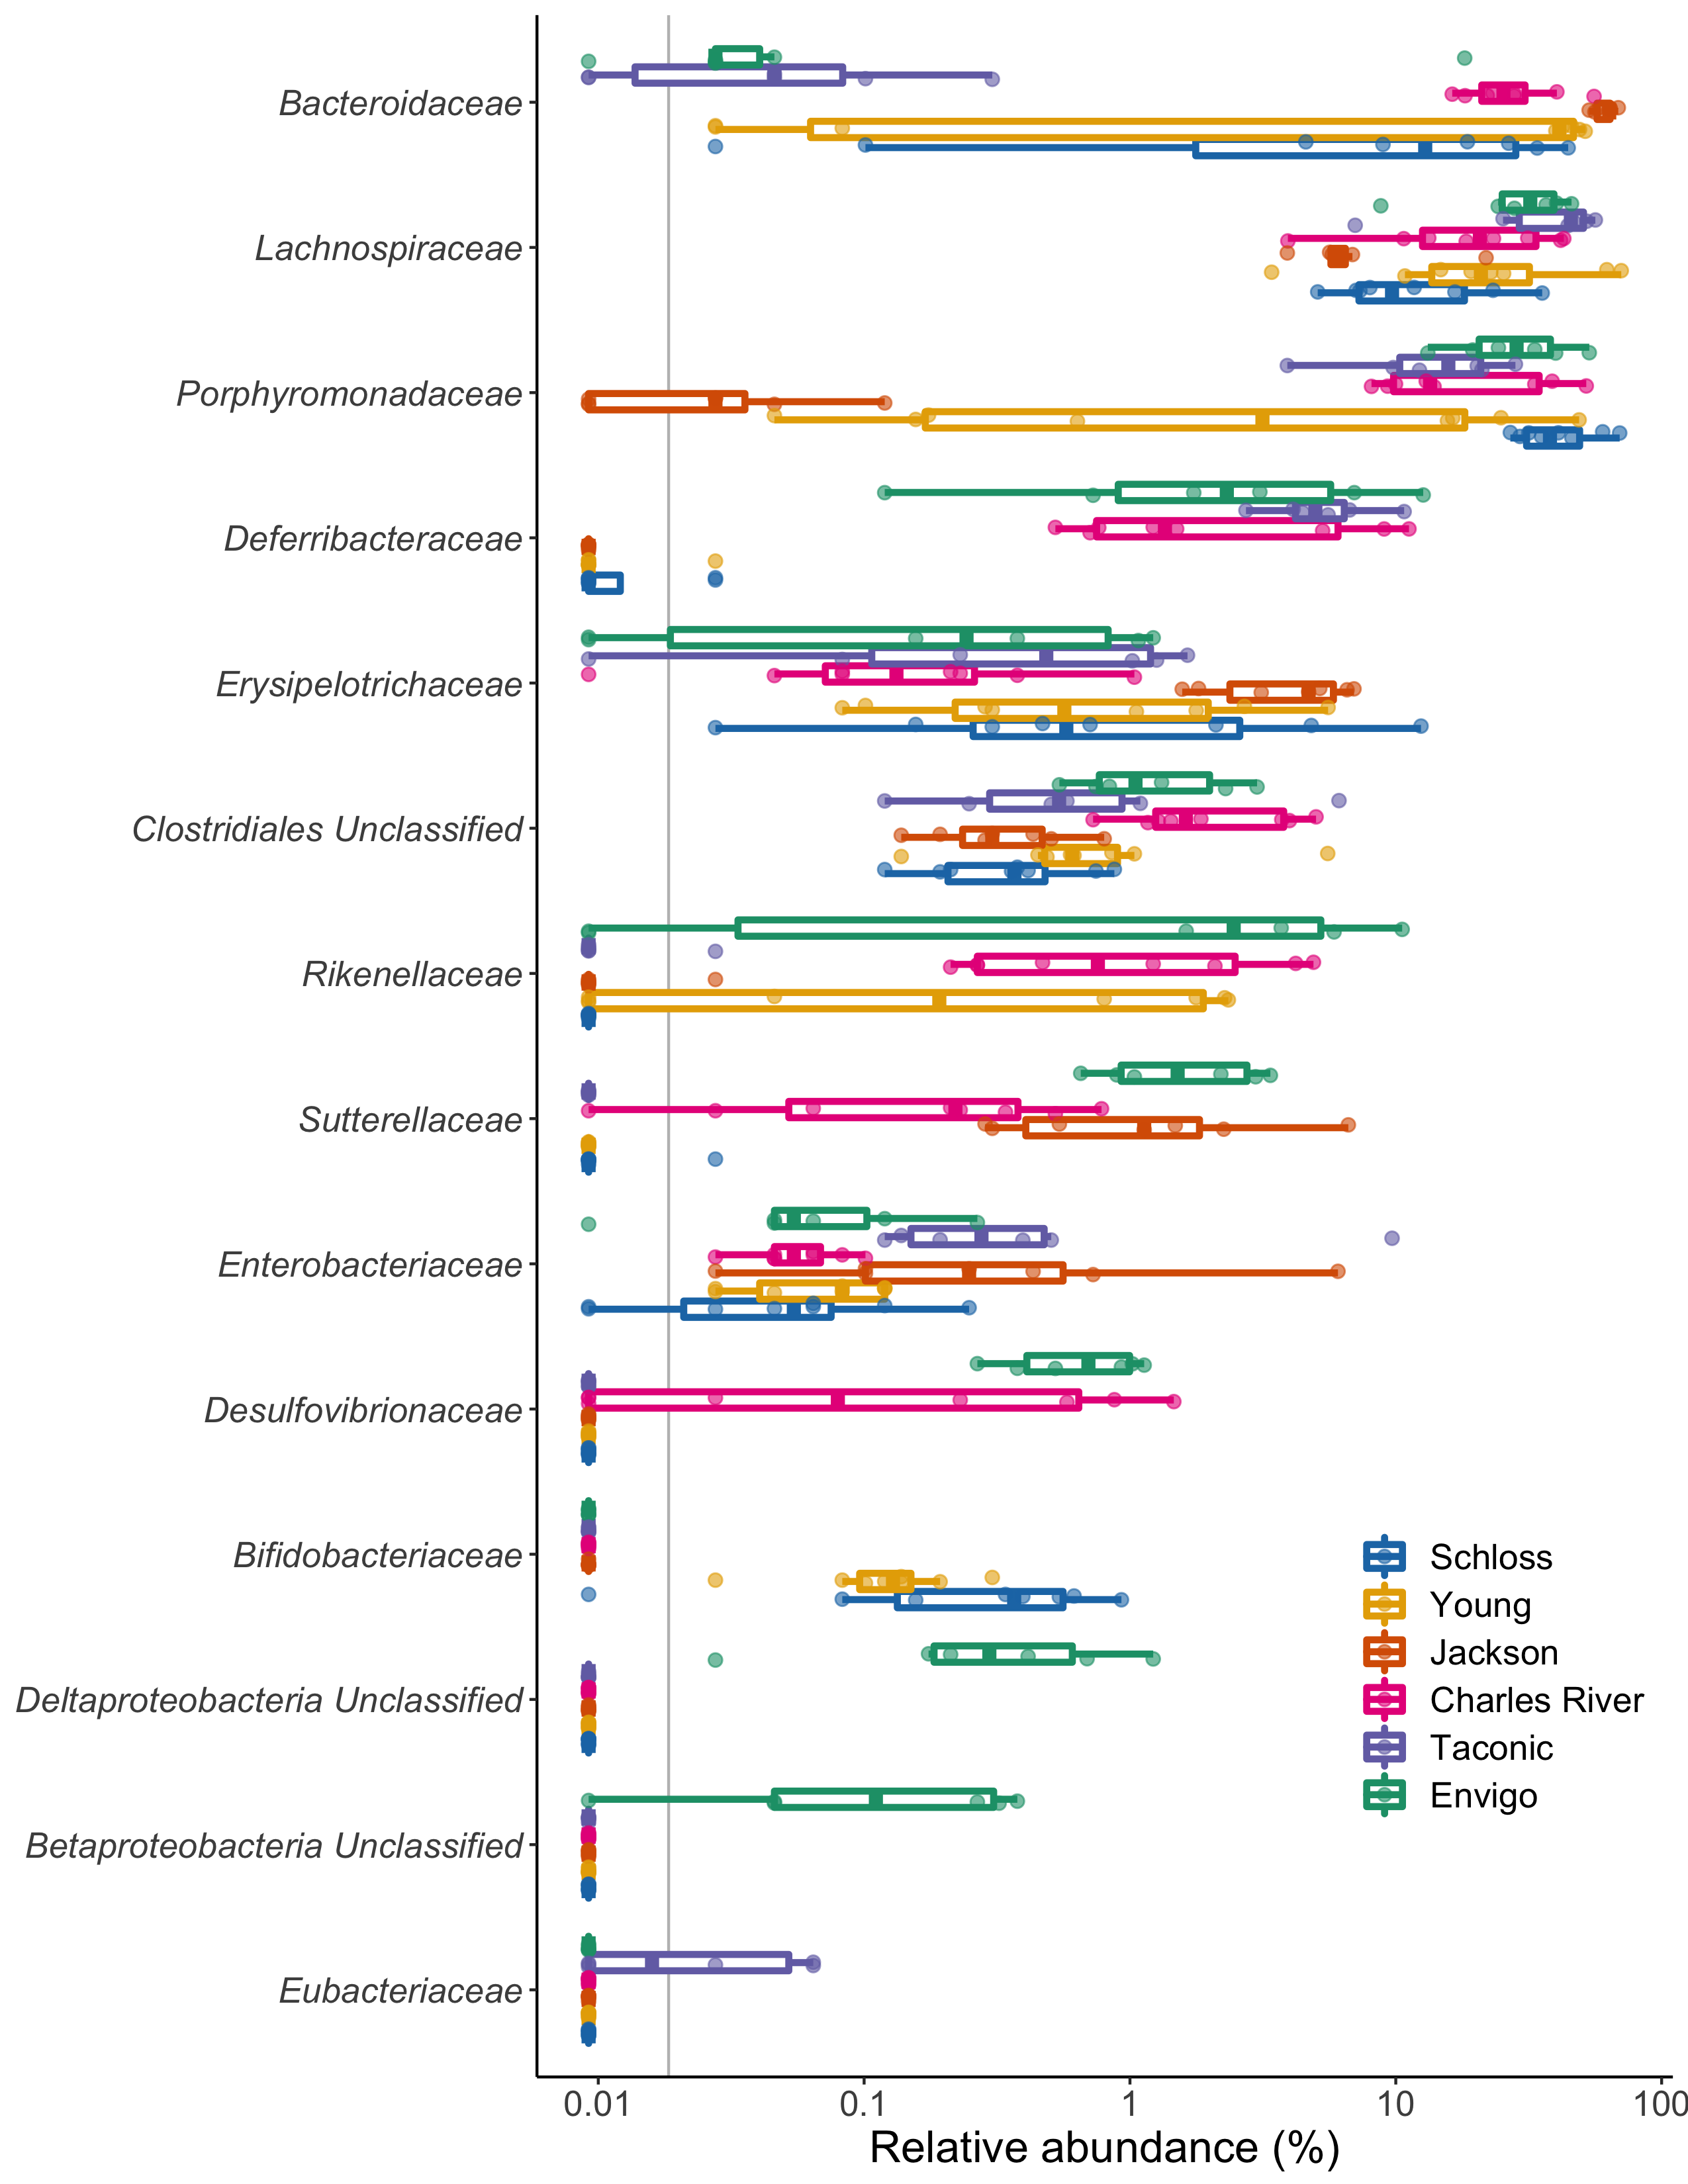 Bacteroidaceae
Lachnospiraceae
Porphyromonadaceae
Deferribacteraceae
Erysipelotrichaceae
Clostridiales Unclassified
Rikenellaceae
Sutterellaceae
Enterobacteriaceae
Desulfovibrionaceae
Bifidobacteriaceae
Deltaproteobacteria Unclassified
Betaproteobacteria Unclassified
Eubacteriaceae
Schloss
Young
Jackson
Charles River
Taconic
Envigo
0.01 0.1 1 10 100
Relative abundance (%)